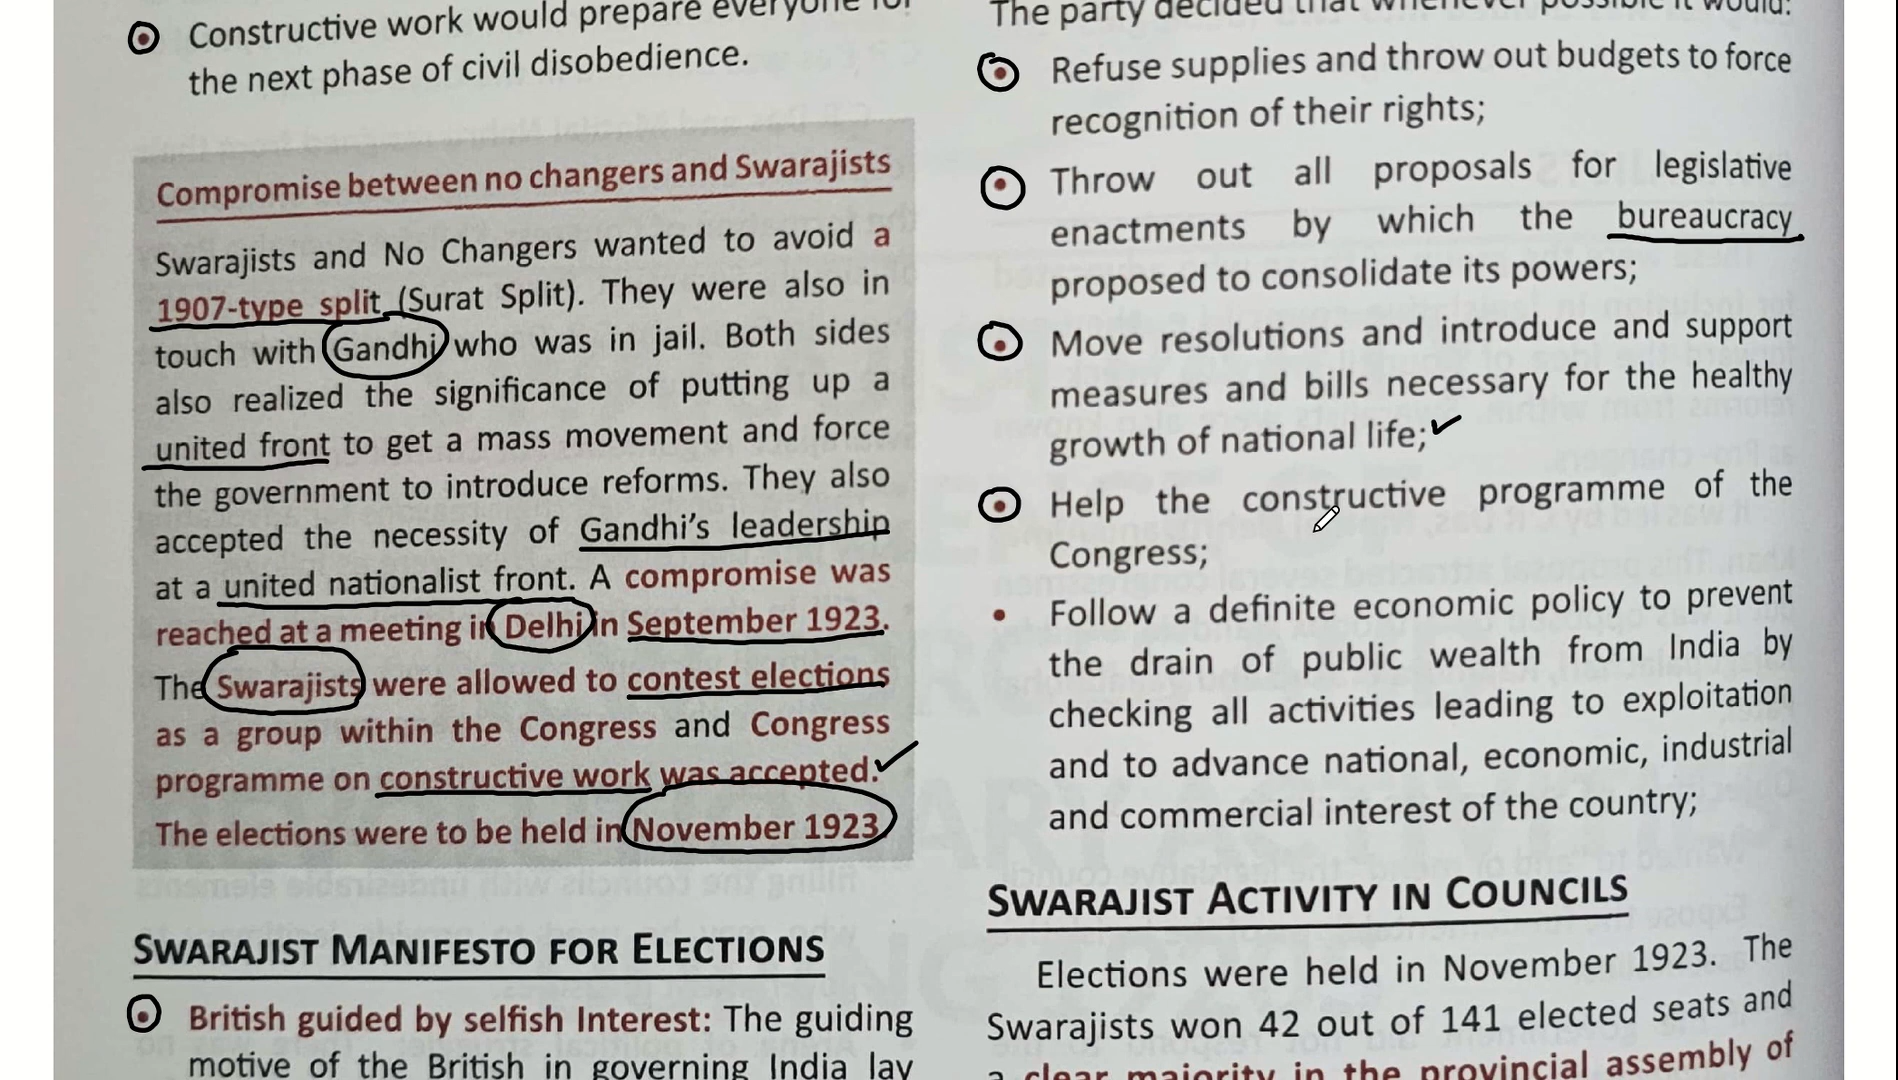 Constructive work would prepare everyone for
the next phase of civil disobedience.
Compromise between no changers and Swarajists
Swarajists and No Changers wanted to avoid a
1907-type split (Surat Split). They were also in
touch with Gandhi who was in jail. Both sides
also realized the significance of putting up a
united front to get a mass movement and force
the government to introduce reforms. They also
accepted the necessity of Gandhi's leadership
at a united nationalist front. A compromise was
reached at a meeting in Delhi in September 1923.
The Swarajists were allowed to contest elections
as a group within the Congress and Congress
programme on constructive work was accepted.
The elections were to be held in November 1923
SWARAJIST MANIFESTO FOR ELECTIONS
British guided by selfish Interest: The guiding
motive of the British in governing India lay
The party decided that whenever possible it would:
Refuse supplies and throw out budgets to force
recognition of their rights;
Throw out all proposals for legislative
enactments by which the bureaucracy
proposed to consolidate its powers;
Move resolutions and introduce and support
measures and bills necessary for the healthy
growth of national life;
Help the constructive programme of the
Congress;
Follow a definite economic policy to prevent
the drain of public wealth from India by
checking all activities leading to exploitation
and to advance national, economic, industrial
and commercial interest of the country;
SWARAJIST ACTIVITY IN COUNCILS
Elections were held in November 1923. The
Swarajists won 42 out of 141 elected seats and
a clear majority in the provincial assembly of